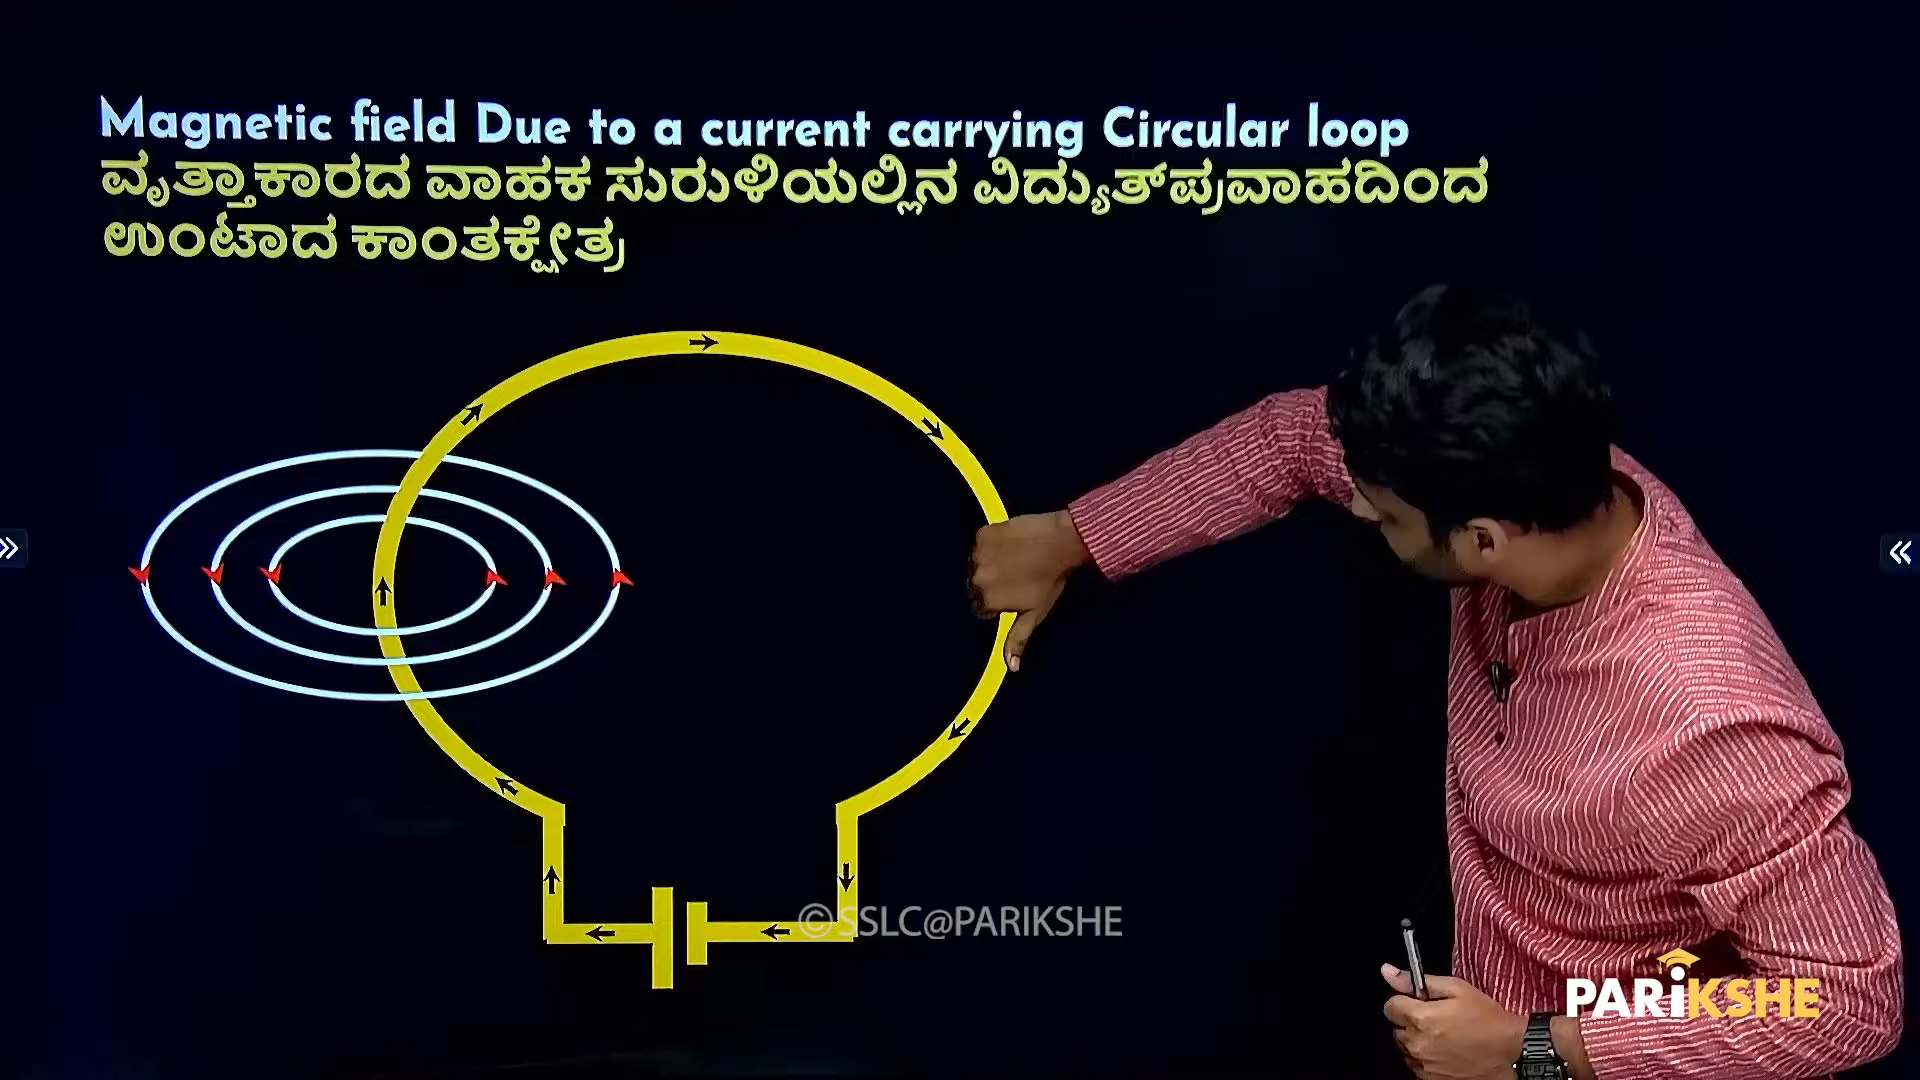 Magnetic field Due to a current carrying Circular loop
ವೃತ್ತಾಕಾರದ ವಾಹಕ ಸುರುಳಿಯಲ್ಲಿನ ವಿದ್ಯುತ್‌ಪ್ರವಾಹದಿಂದ
ಉಂಟಾದ ಕಾಂತಕ್ಷೇತ್ರ
©SSLC@PARIKSHE
PARiKSHE